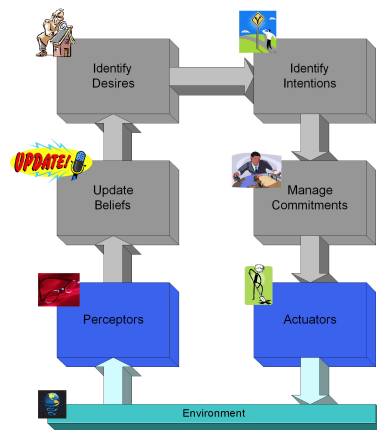 Identify
Desires
Identify
Intentions
UPDATE!
Update
Beliefs
Manage
Commitments
Perceptors
Actuators
Environment